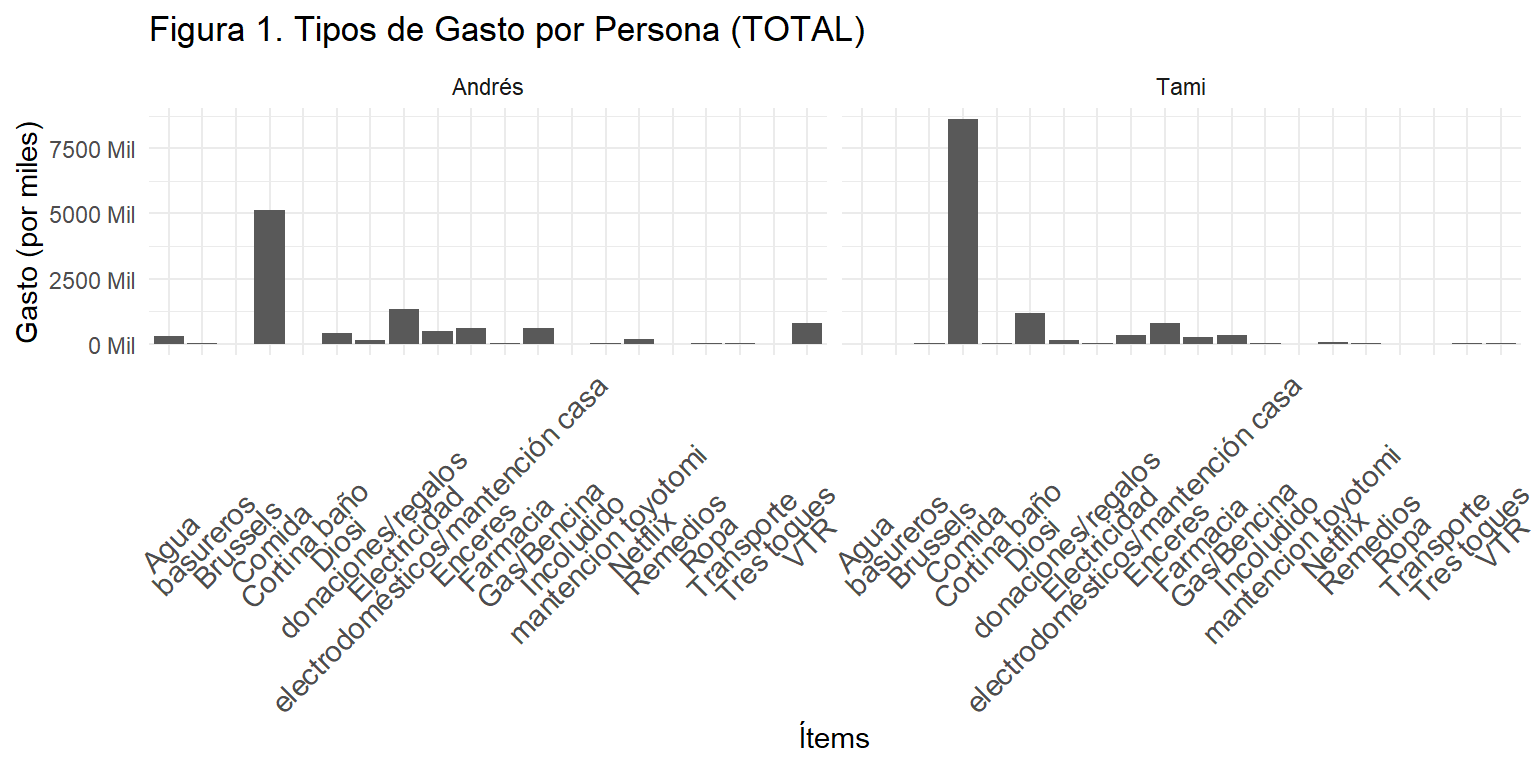 Figura 1. Tipos de Gasto por Persona (TOTAL)
Andrés
Tami
Gasto (por miles)
7500 Mil
5000 Mil
2500 Mil
0 Mil
Agua
basureros
Brussels
Comida
Cortina baño
Diosi
donaciones/regalos
Electricidad
electrodomésticos/mantención casa
Enceres
Farmacia
Gas/Bencina
Incoludido
mantencion toyotomi
Netflix
Remedios
Ropa
Transporte
Tres toques
VTR
Agua
basureros
Brussels
Comida
Cortina baño
Diosi
donaciones/regalos
Electricidad
electrodomésticos/mantención casa
Enceres
Farmacia
Gas/Bencina
Incoludido
mantencion toyotomi
Netflix
Remedios
Ropa
Transporte
Tres toques
VTR
Ítems